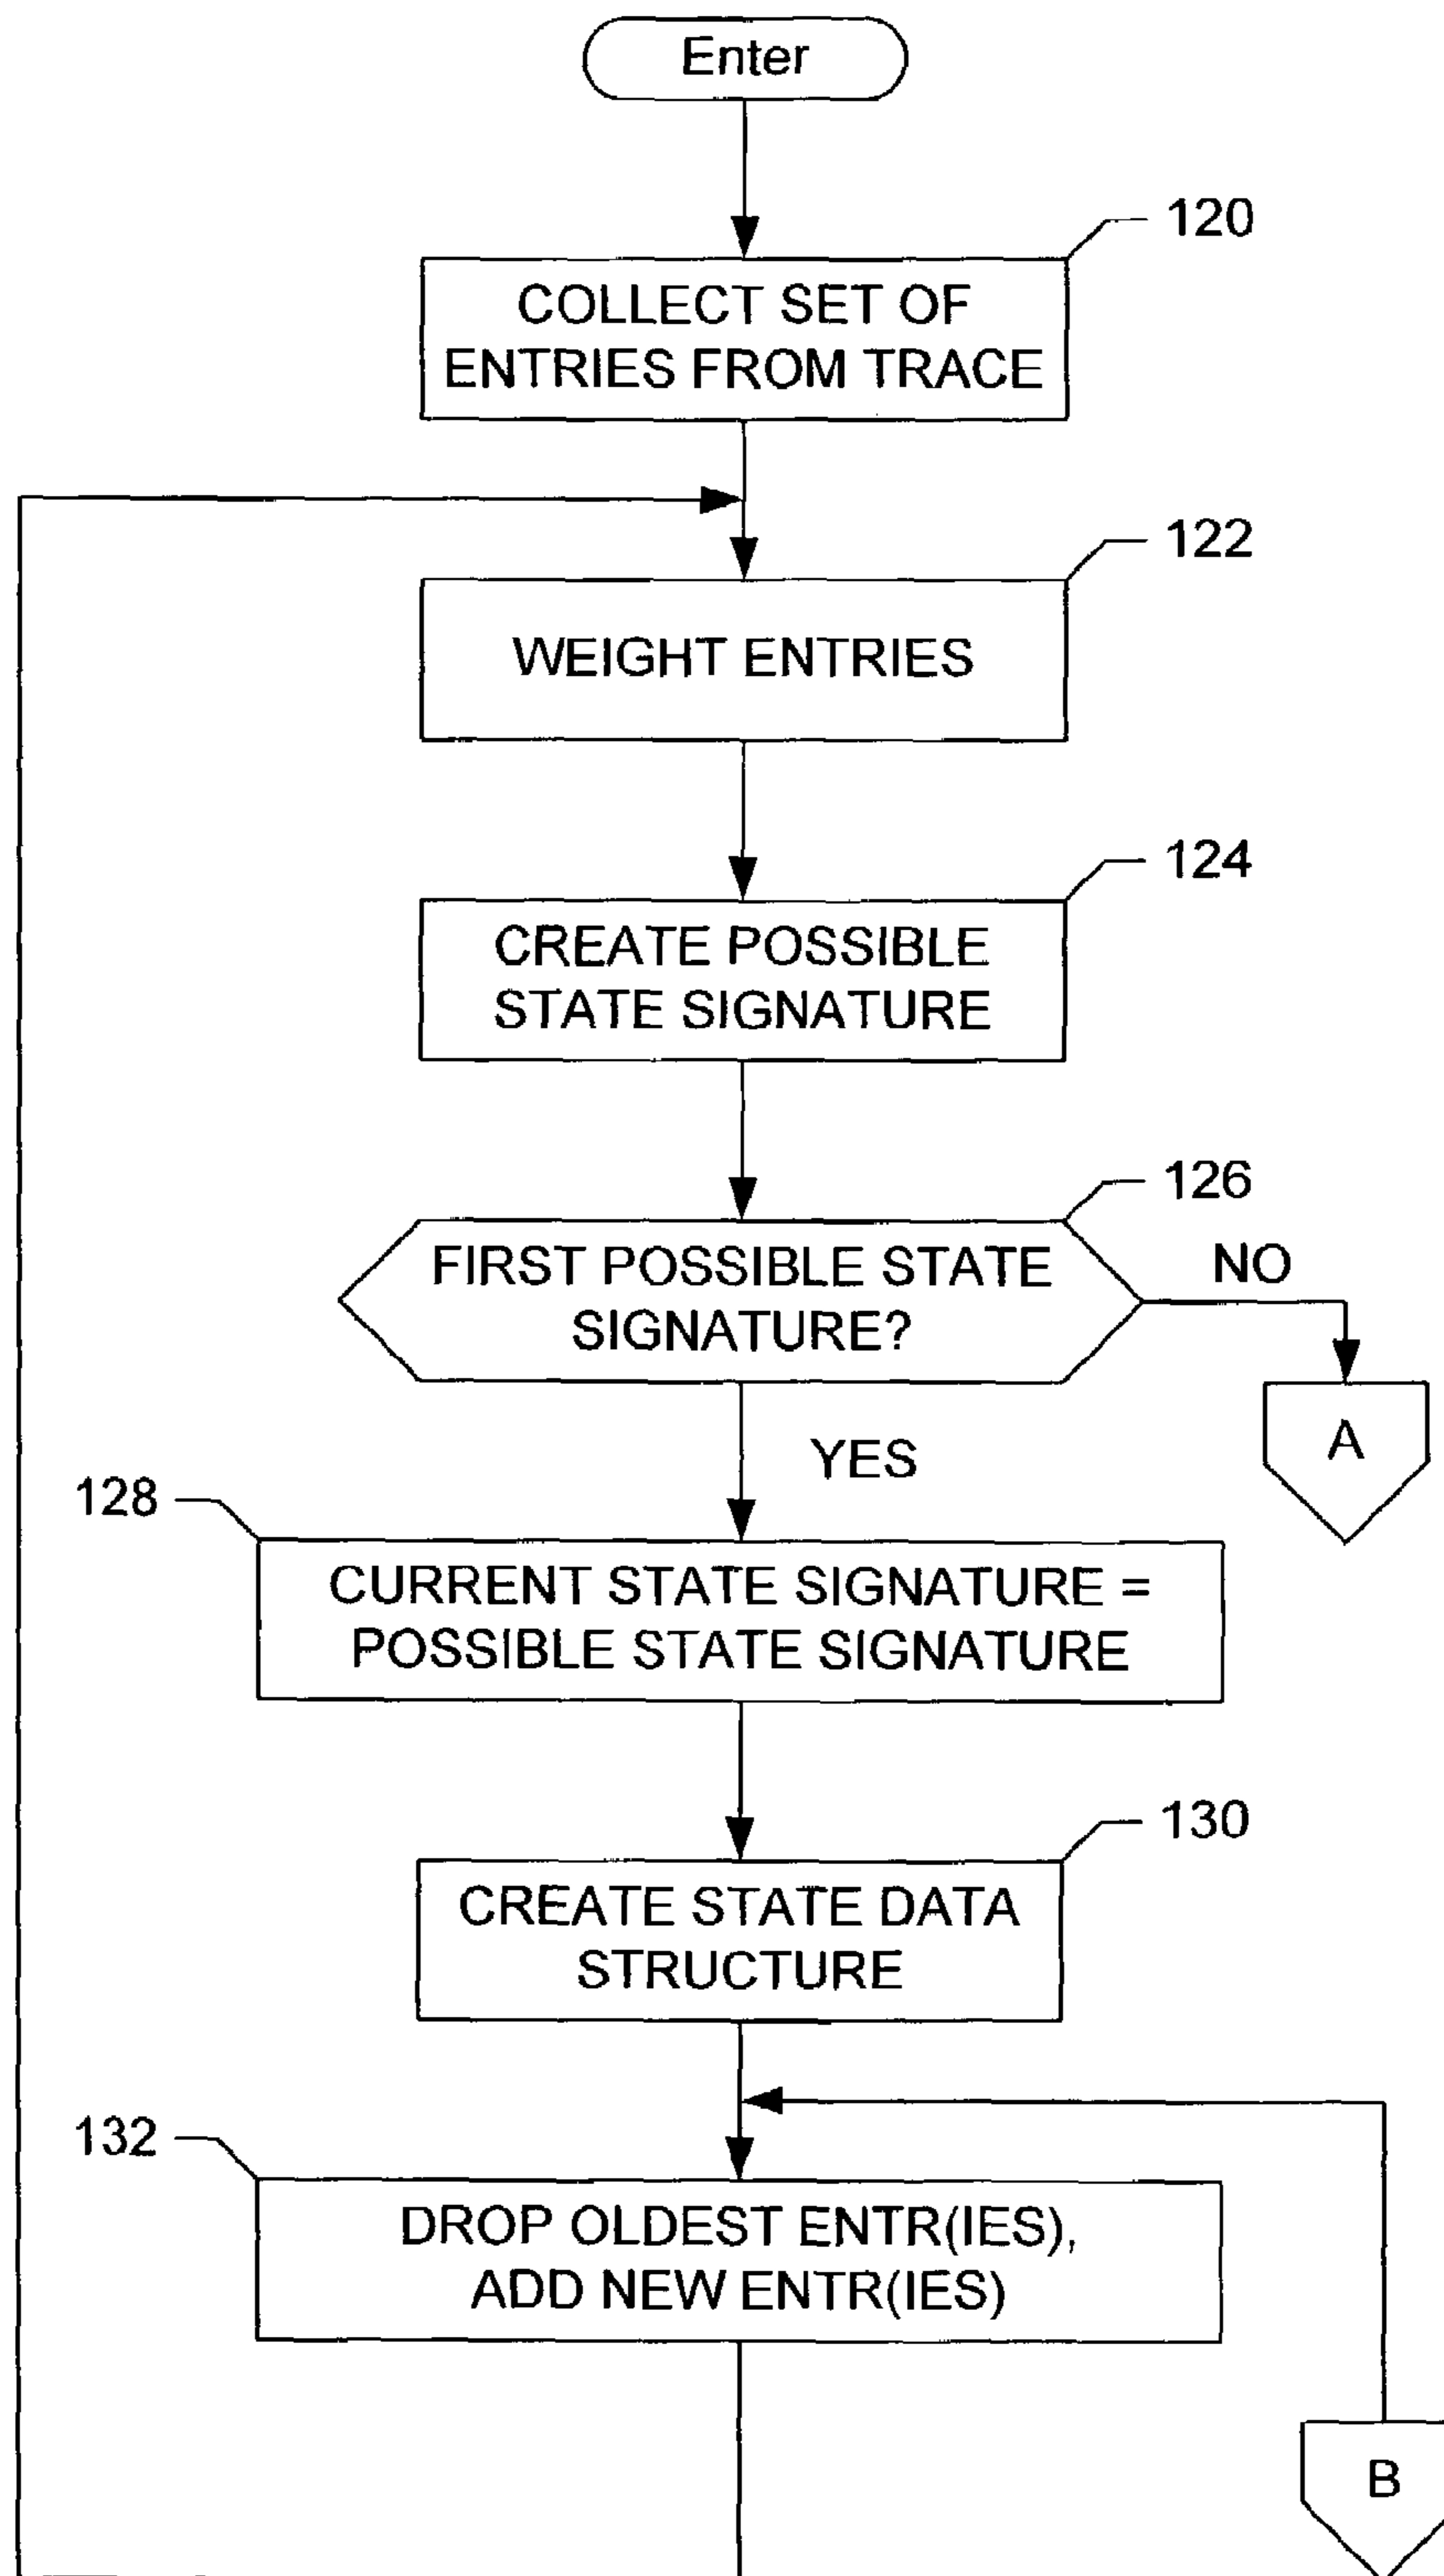 Enter
120
COLLECT SET OF
ENTRIES FROM TRACE
122
WEIGHT ENTRIES
124
CREATE POSSIBLE
STATE SIGNATURE
126
FIRST POSSIBLE STATE
SIGNATURE?
NO
A
YES
128
CURRENT STATE SIGNATURE =
POSSIBLE STATE SIGNATURE
130
CREATE STATE DATA
STRUCTURE
132
DROP OLDEST ENTR(IES),
ADD NEW ENTR(IES)
B